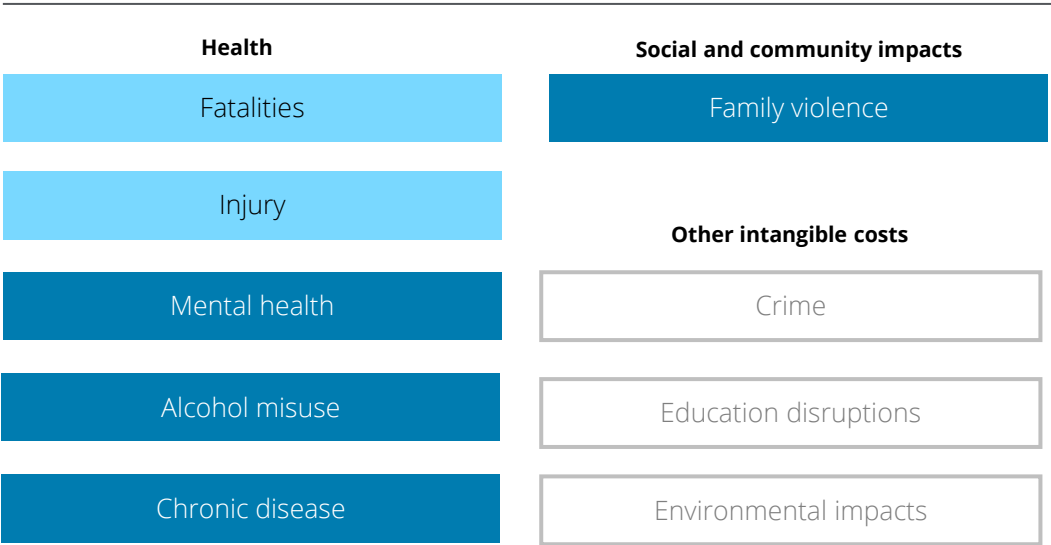 Health
Fatalities
Injury
Mental health
Alcohol misuse
Chronic disease
Social and community impacts
Family violence
Other intangible costs
Crime
Education disruptions
Environmental impacts